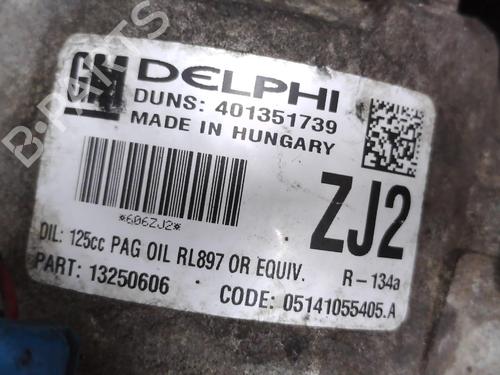 GM DELPHI
DUNS: 401351739
MADE IN HUNGARY
*606ZJ2*
ZJ2
OIL: 125cc PAG OIL RL897 OR EQUIV.
R-134a
PART: 13250606
CODE: 05141055405.A
B-PARTS